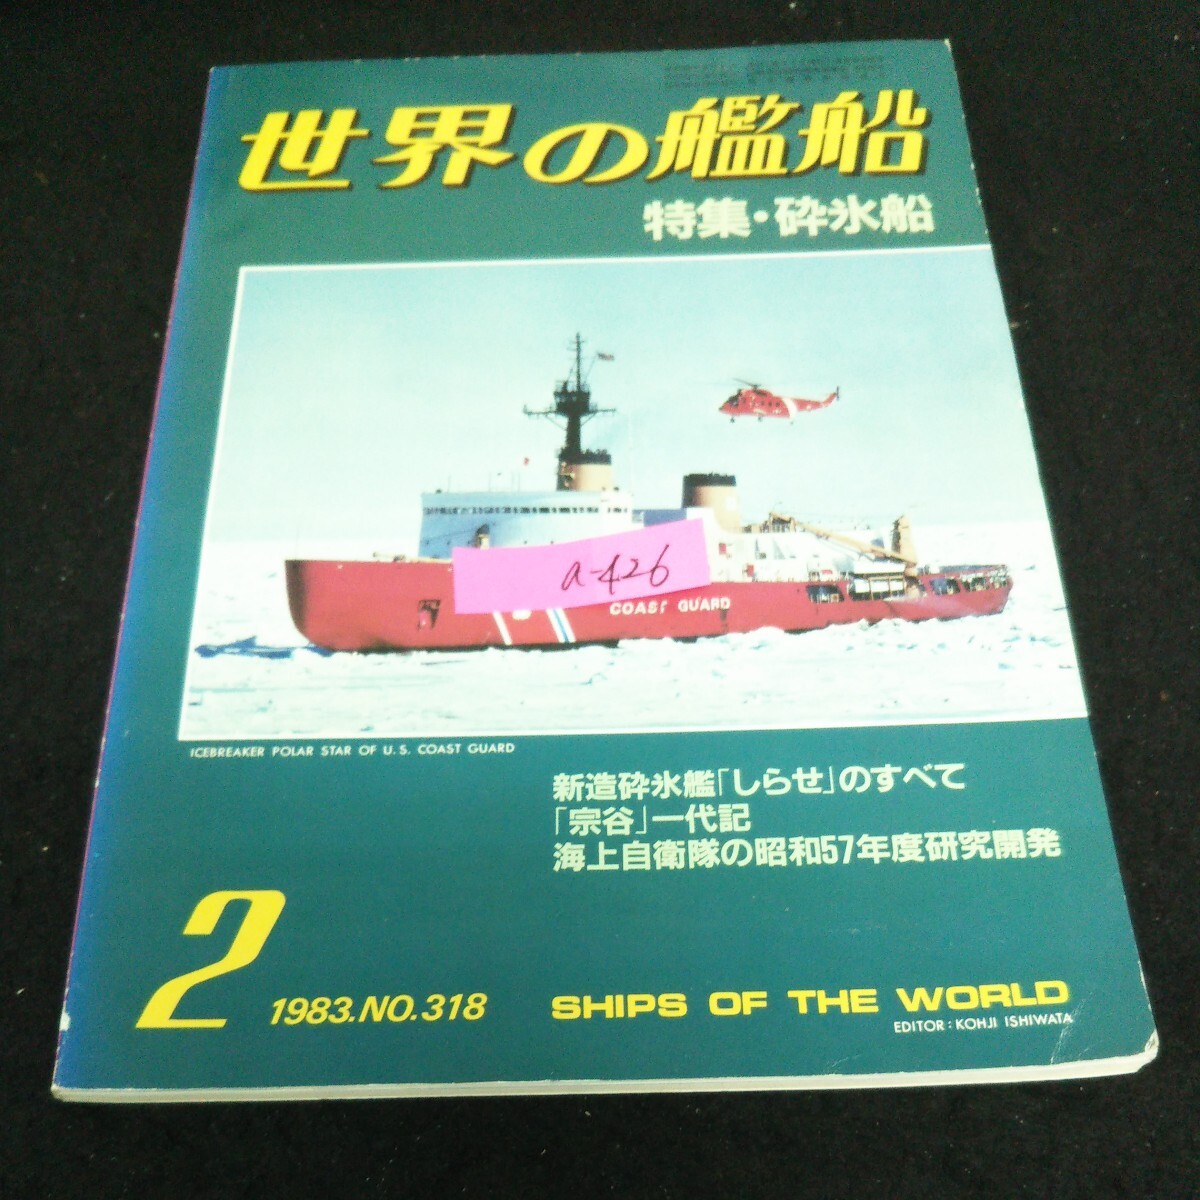 世界の艦船
特集・砕氷船
a-426
COAST GUARD
ICEBREAKER POLAR STAR OF U.S. COAST GUARD
新造砕氷艦「しらせ」のすべて
「宗谷」一代記
海上自衛隊の昭和57年度研究開発
2
1983.NO.318
SHIPS OF THE WORLD
EDITOR：KOHJI ISHIWATA